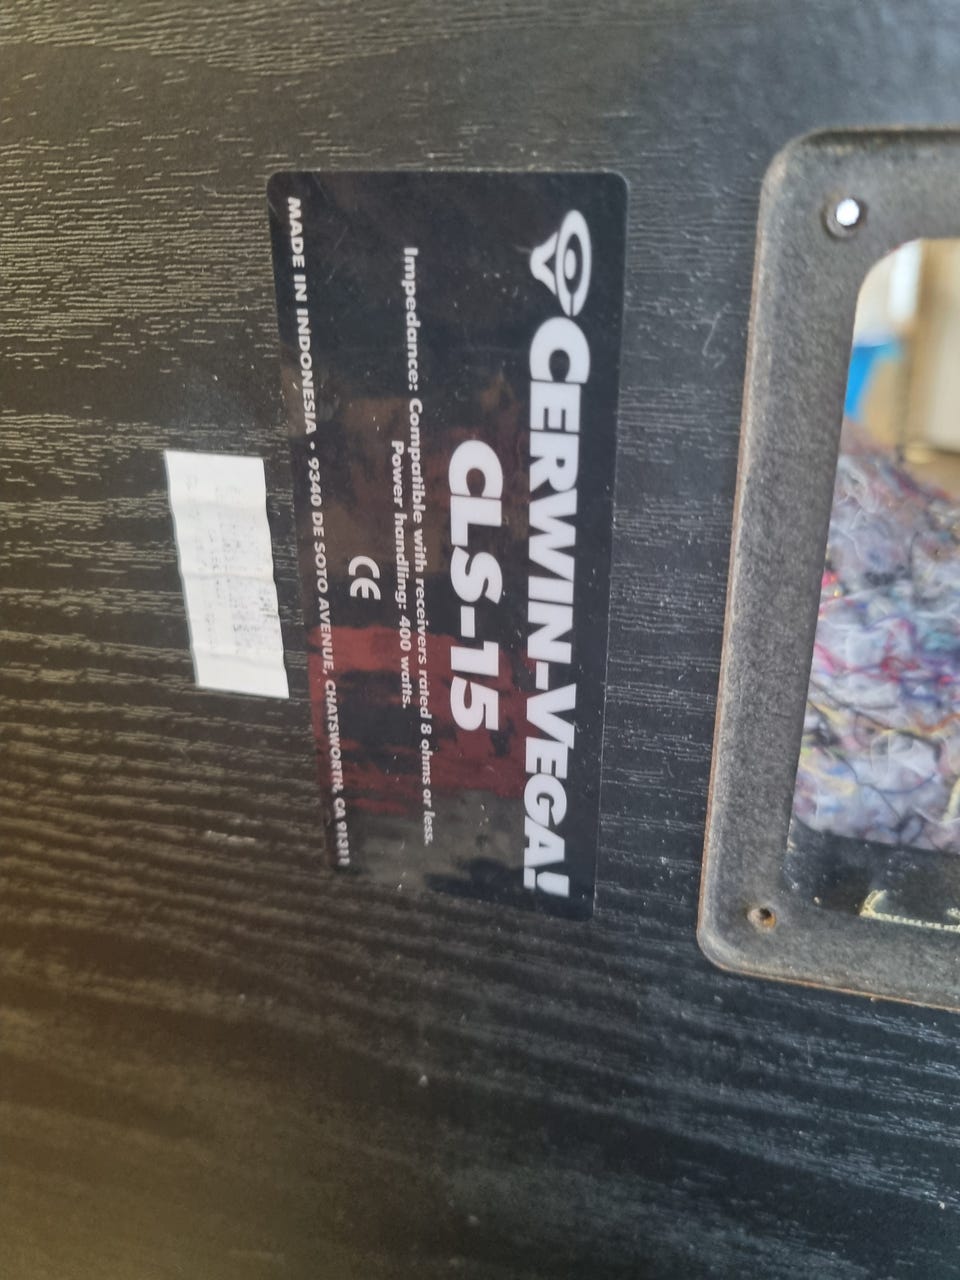 CERWIN-VEGA!
CLS-15
Impedance: Compatible with receivers rated 8 ohms or less.
Power handling: 400 watts.
CE
MADE IN INDONESIA • 9340 DE SOTO AVENUE, CHATSWORTH, CA 91311